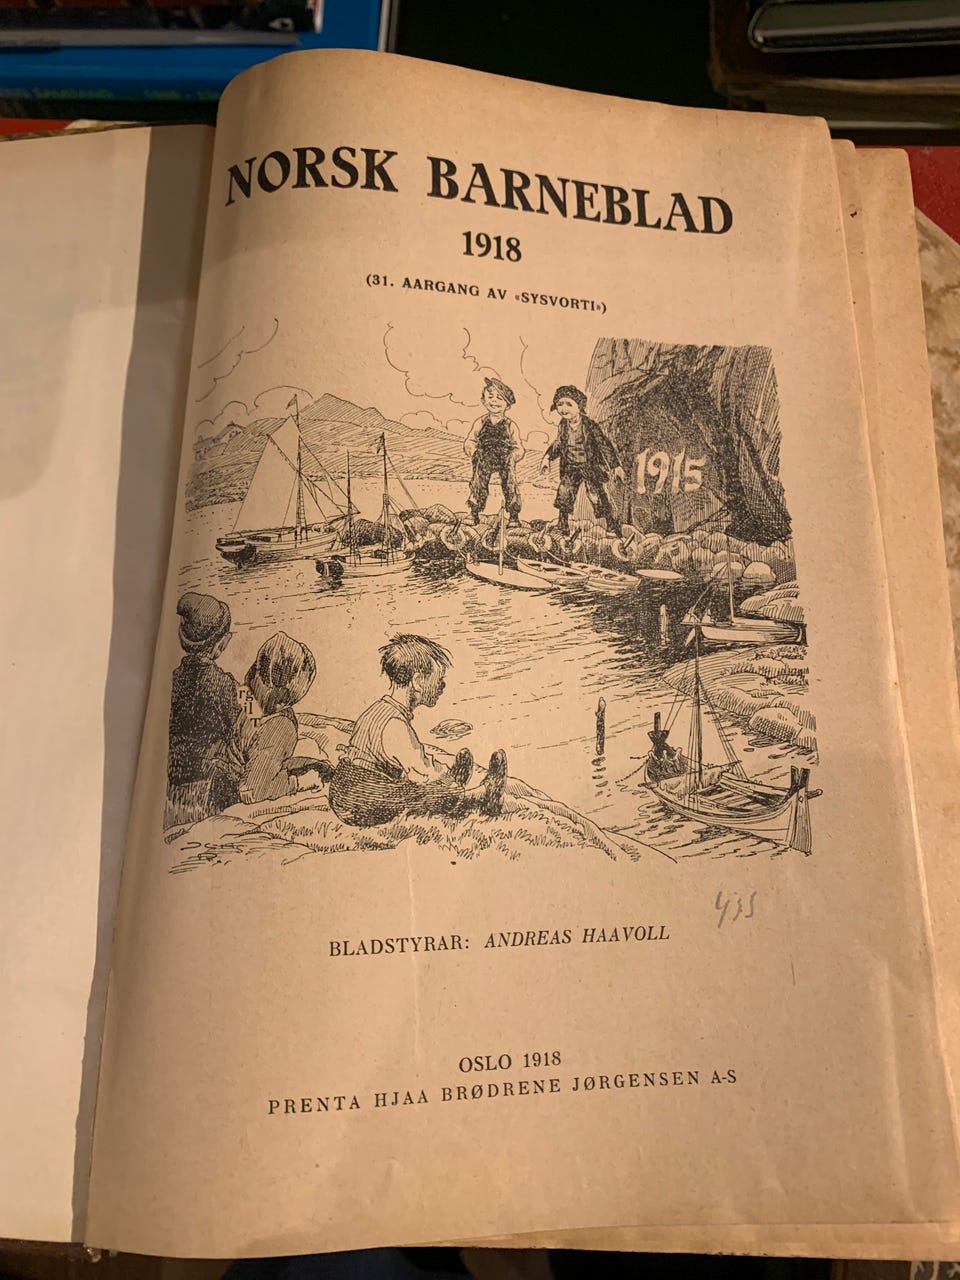 NORSK BARNEBLAD
1918
(31. AARGANG AV «SYSVORTI»)
1915
BLADSTYRAR: ANDREAS HAAVOLL
OSLO 1918
PRENTA HJAA BRØDRENE JØRGENSEN A-S